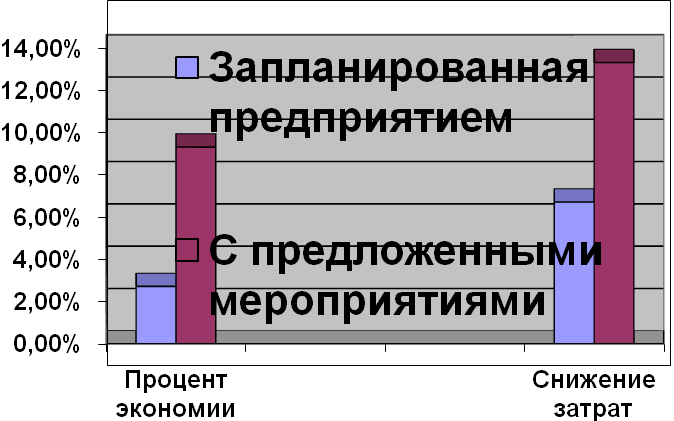 14,00%
12,00%
10,00%
8,00%
6,00%
4,00%
2,00%
0,00%
Запланированная
предприятием
С предложенными
мероприятиями
Процент
экономии
Снижение
затрат